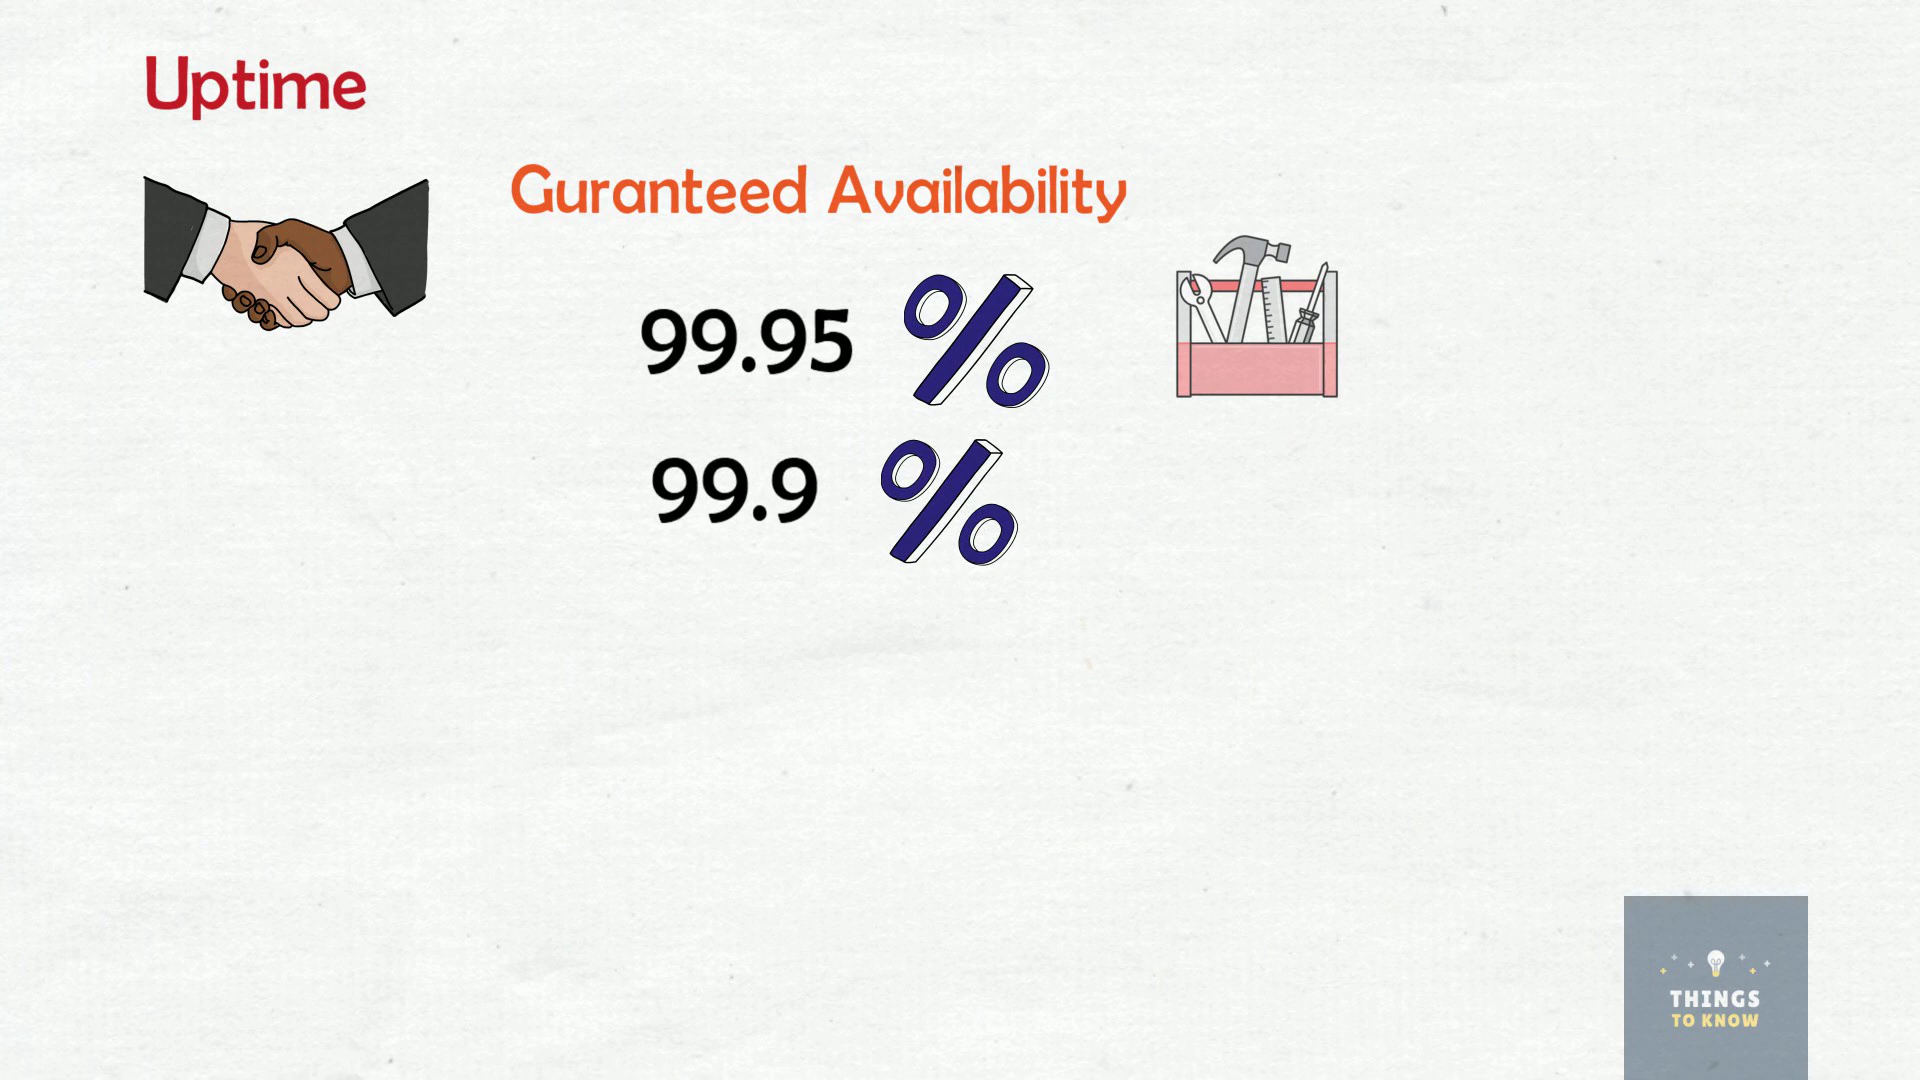 Uptime
Guranteed Availability
99.95 %
99.9 %
THINGS
TO KNOW